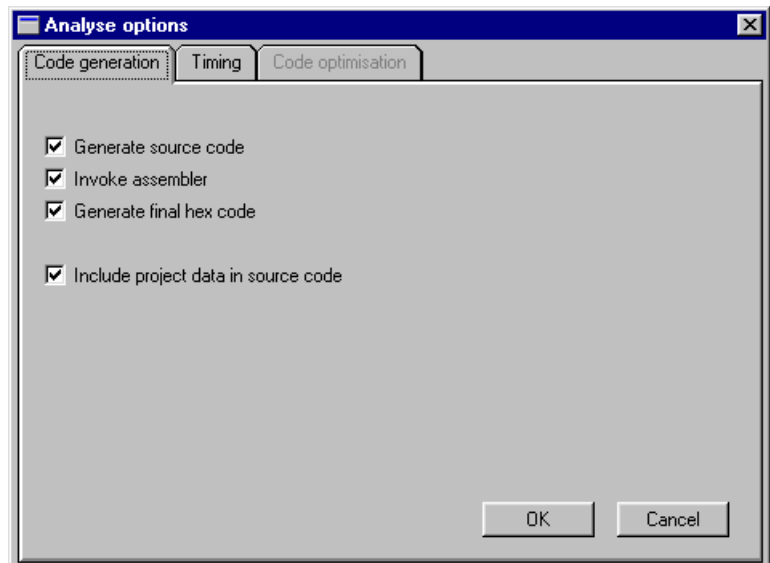 Analyse options
Code generation Timing Code optimisation
Generate source code
Invoke assembler
Generate final hex code
Include project data in source code
OK Cancel